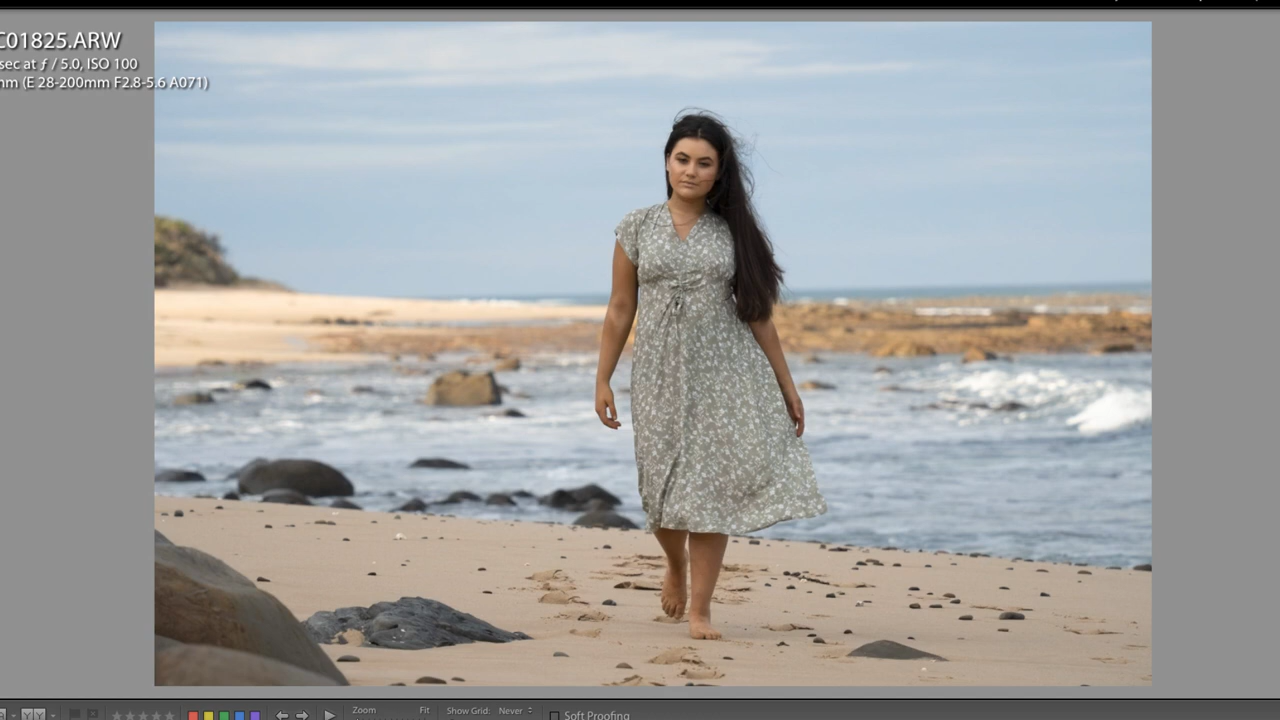 C01825.ARW
sec at ƒ / 5.0, ISO 100
mm (E 28-200mm F2.8-5.6 A071)
Zoom Fit Show Grid: Never Soft Proofing